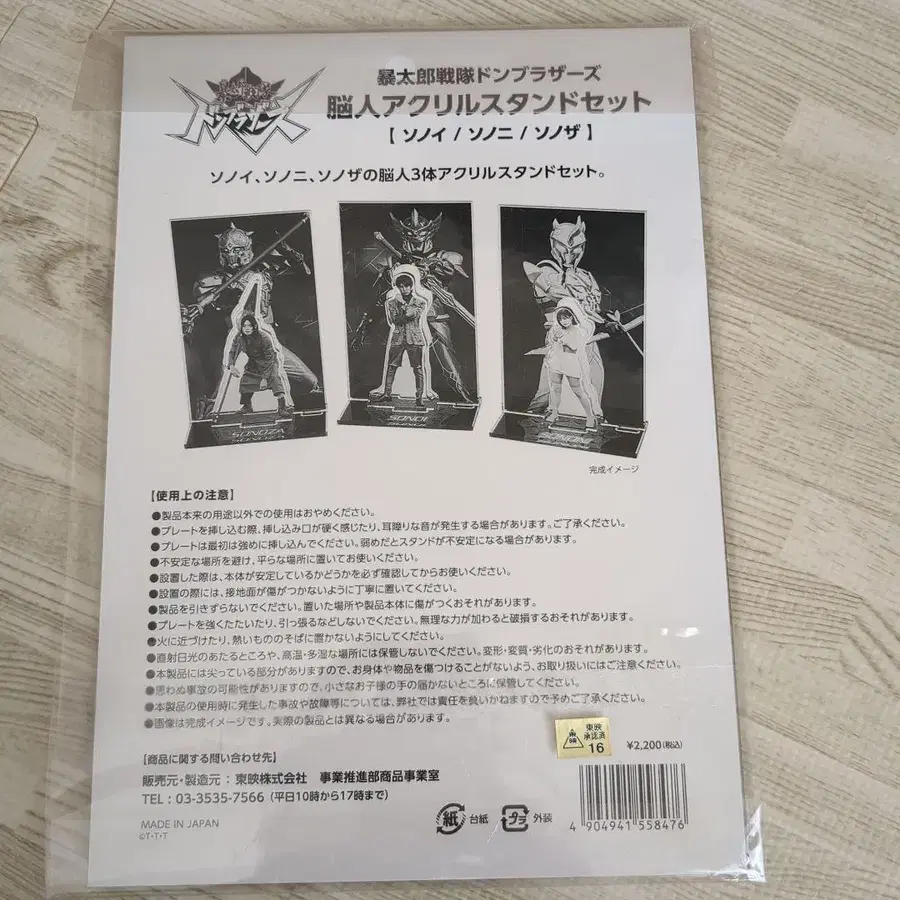 暴太郎戦隊
ドンブラザーズ
暴太郎戦隊ドンブラザーズ
脳人アクリルスタンドセット
【 ソノイ / ソノニ / ソノザ 】
ソノイ、ソノニ、ソノザの脳人3体アクリルスタンドセット。
SONOZA
SONOI
SONONI
完成イメージ
【使用上の注意】
●製品本来の用途以外での使用はおやめください。
●プレートを挿し込む際、挿し込み口が硬く感じたり、耳障りな音が発生する場合があります。ご了承ください。
●プレートは最初は強めに挿し込んでください。弱めだとスタンドが不安定になる場合があります。
●不安定な場所を避け、平らな場所に置いてお使いください。
●設置した際は、本体が安定しているかどうかを必ず確認してからお使いください。
●設置の際には、接地面が傷がつかないように丁寧に置いてください。
●製品を引きずらないでください。置いた場所や製品本体に傷がつくおそれがあります。
●プレートを強くたたいたり、引っ張るなどしないでください。無理な力が加わると破損するおそれがあります。
●火に近づけたり、熱いもののそばに置かないようにしてください。
●直射日光のあたるところや、高温・多湿な場所には保管しないでください。変形・変質・劣化のおそれがあります。
●本製品には尖っている部分がありますので、お身体や物品を傷つけることがないよう、お取り扱いにはご注意ください。
●思わぬ事故の可能性がありますので、小さなお子様の手の届かないところに保管してください。
●本製品の使用時に発生した事故や故障等については、弊社では責任を負いかねますので予めご了承ください。
●画像は完成イメージです。実際の製品とは異なる場合があります。
東映
東映
承認済
16
¥2,200(税込)
【商品に関する問い合わせ先】
販売元・製造元 : 東映株式会社 事業推進部商品事業室
TEL : 03-3535-7566 (平日10時から17時まで)
MADE IN JAPAN
©T・T・T
紙 台紙 プラ 外装
4 904941 558476